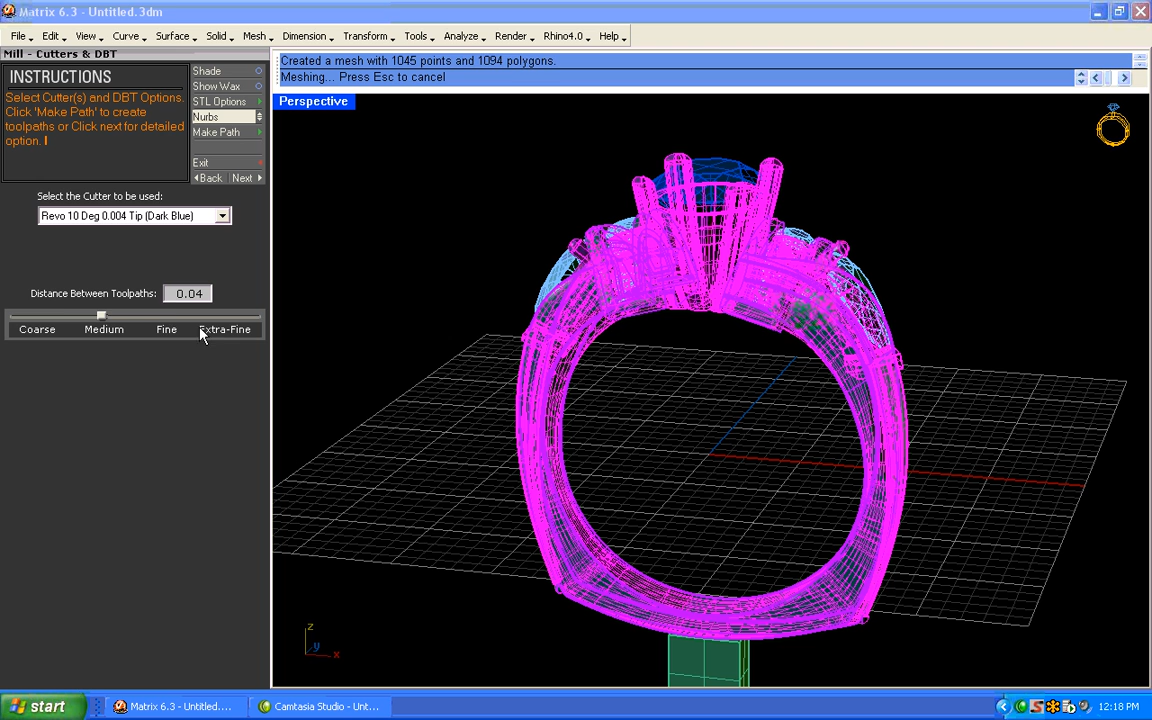 Matrix 6.3 - Untitled.3dm
File Edit View Curve Surface Solid Mesh Dimension Transform Tools Analyze Render Rhino4.0 Help
Mill - Cutters & DBT
INSTRUCTIONS
Select Cutter(s) and DBT Options.
Click 'Make Path' to create
toolpaths or Click next for detailed
option.
Shade
Show Wax
STL Options
Nurbs
Make Path
Exit
Back Next
Created a mesh with 1045 points and 1094 polygons.
Meshing... Press Esc to cancel
Perspective
Select the Cutter to be used:
Revo 10 Deg 0.004 Tip (Dark Blue)
Distance Between Toolpaths: 0.04
Coarse Medium Fine Extra-Fine
z
y
x
start
Matrix 6.3 - Untitled....
Camtasia Studio - Unt...
12:18 PM